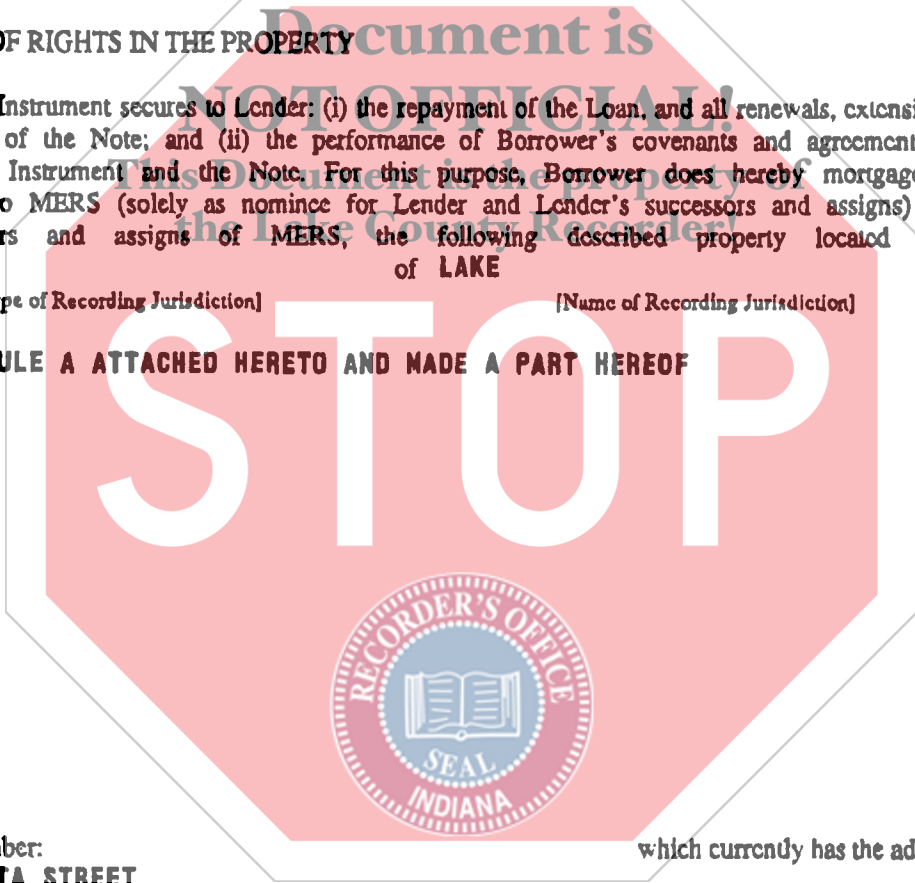 Document is
OF RIGHTS IN THE PROPERTY
NOT OFFICIAL!
Instrument secures to Lender: (i) the repayment of the Loan, and all renewals, extensi
of the Note; and (ii) the performance of Borrower's covenants and agreement
This Document is the property of
Instrument and the Note. For this purpose, Borrower does hereby mortgage
o MERS (solely as nominee for Lender and Lender's successors and assigns)
the Lake County Recorder!
rs and assigns of MERS, the following described property located
of LAKE
pe of Recording Jurisdiction] [Name of Recording Jurisdiction]
ULE A ATTACHED HERETO AND MADE A PART HEREOF
STOP
RECORDER'S OFFICE
SEAL
INDIANA
ber: which currently has the ad
TA STREET